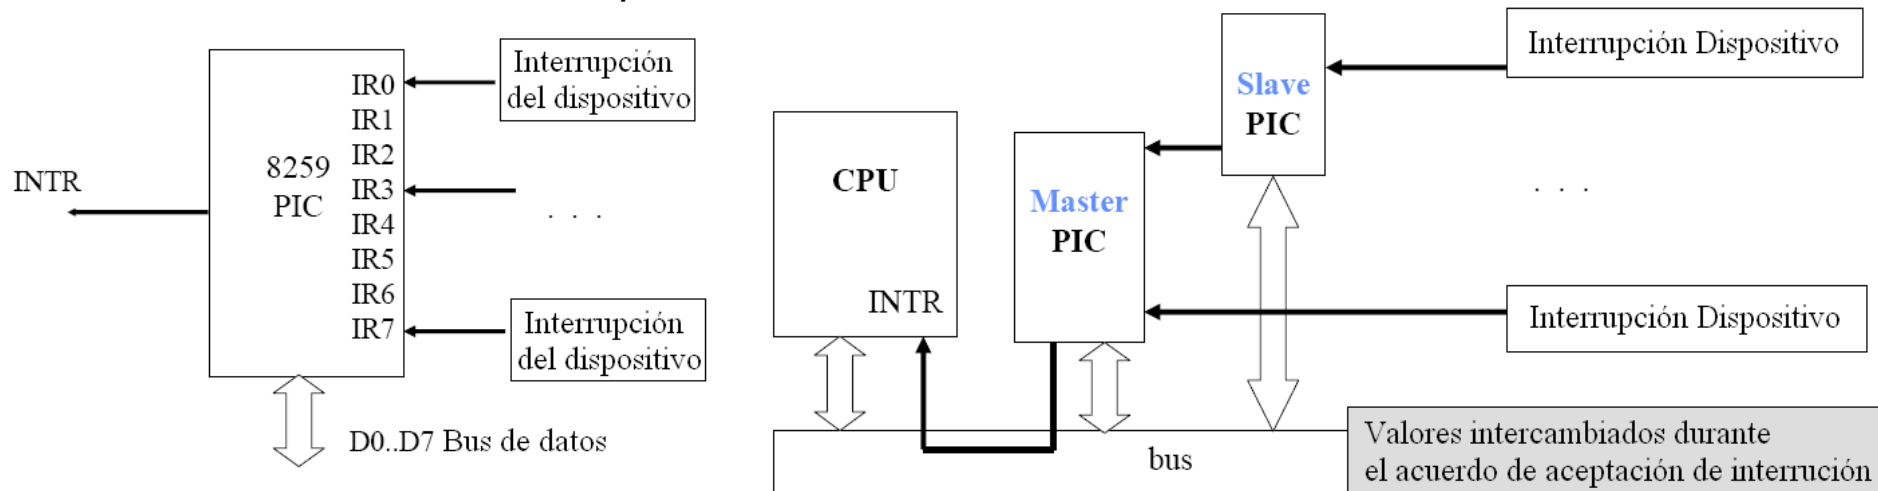 INTR
8259
PIC
IR0
IR1
IR2
IR3
IR4
IR5
IR6
IR7
Interrupción
del dispositivo
. . .
Interrupción
del dispositivo
D0..D7 Bus de datos
CPU
INTR
Master
PIC
Slave
PIC
Interrupción Dispositivo
. . .
Interrupción Dispositivo
bus
Valores intercambiados durante
el acuerdo de aceptación de interrución